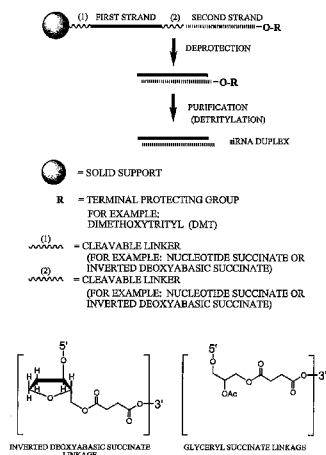 (1) FIRST STRAND (2) SECOND STRAND
O-R
DEPROTECTION
O-R
PURIFICATION
(DETRITYLATION)
siRNA DUPLEX
= SOLID SUPPORT
R = TERMINAL PROTECTING GROUP
FOR EXAMPLE:
DIMETHOXYTRITYL (DMT)
(1)
= CLEAVABLE LINKER
(FOR EXAMPLE: NUCLEOTIDE SUCCINATE OR
INVERTED DEOXYABASIC SUCCINATE)
(2)
= CLEAVABLE LINKER
(FOR EXAMPLE: NUCLEOTIDE SUCCINATE OR
INVERTED DEOXYABASIC SUCCINATE)
5'
O
H H H H
O
O
O
O
O
3'
5'
O
O
OAc
O
O
O
3'
INVERTED DEOXYABASIC SUCCINATE
LINKAGE
GLYCERYL SUCCINATE LINKAGE